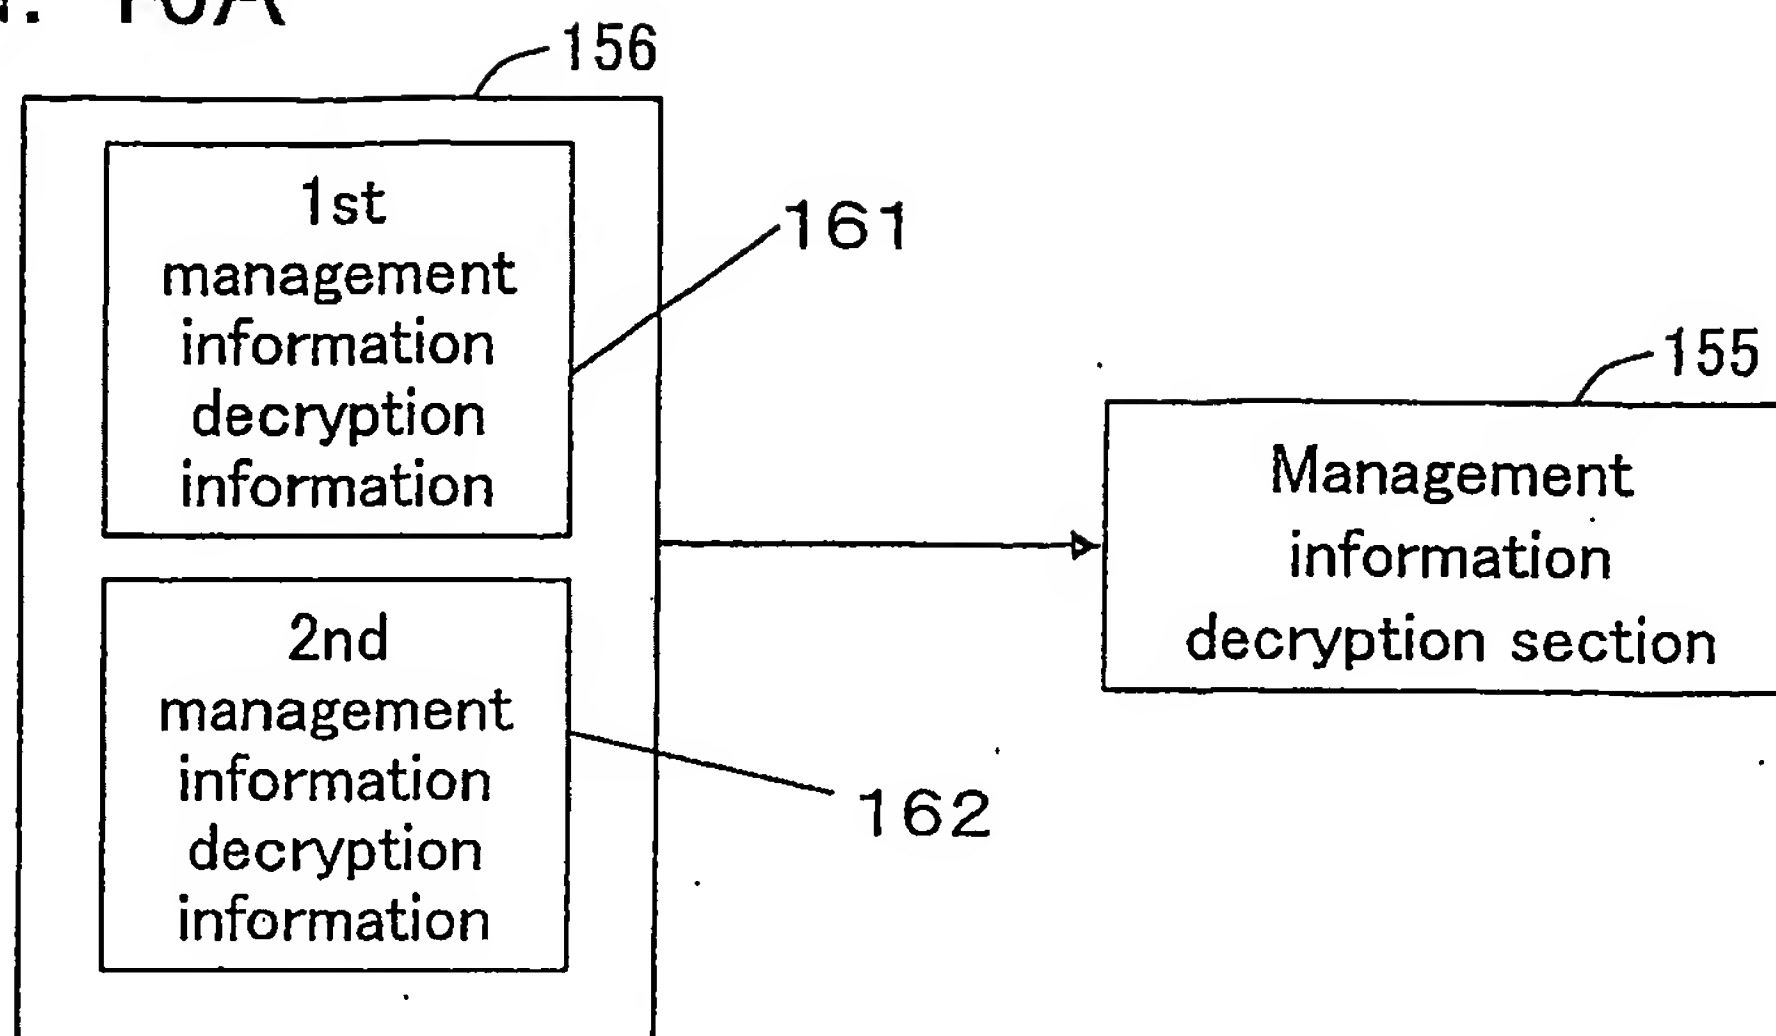 156
1st
management
information
decryption
information
161
2nd
management
information
decryption
information
162
155
Management
information
decryption section